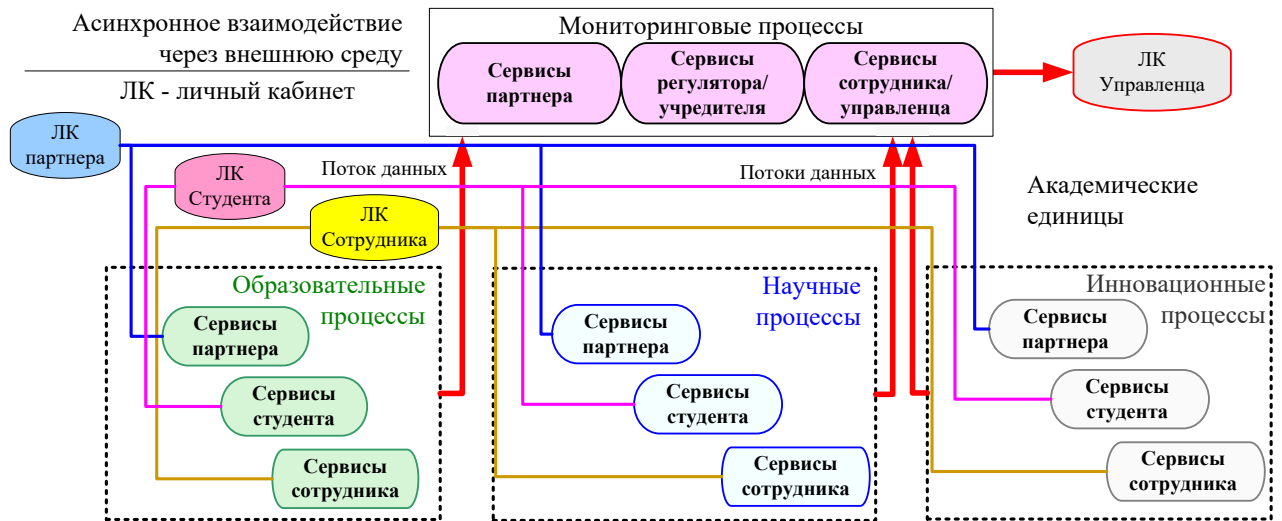 Асинхронное взаимодействие
через внешнюю среду
ЛК - личный кабинет
Мониторинговые процессы
Сервисы
партнера
Сервисы
регулятора/
учредителя
Сервисы
сотрудника/
управленца
ЛК
Управленца
ЛК
партнера
ЛК
Студента
Поток данных
Потоки данных
ЛК
Сотрудника
Академические
единицы
Образовательные
процессы
Сервисы
партнера
Сервисы
студента
Сервисы
сотрудника
Научные
процессы
Сервисы
партнера
Сервисы
студента
Сервисы
сотрудника
Инновационные
процессы
Сервисы
партнера
Сервисы
студента
Сервисы
сотрудника